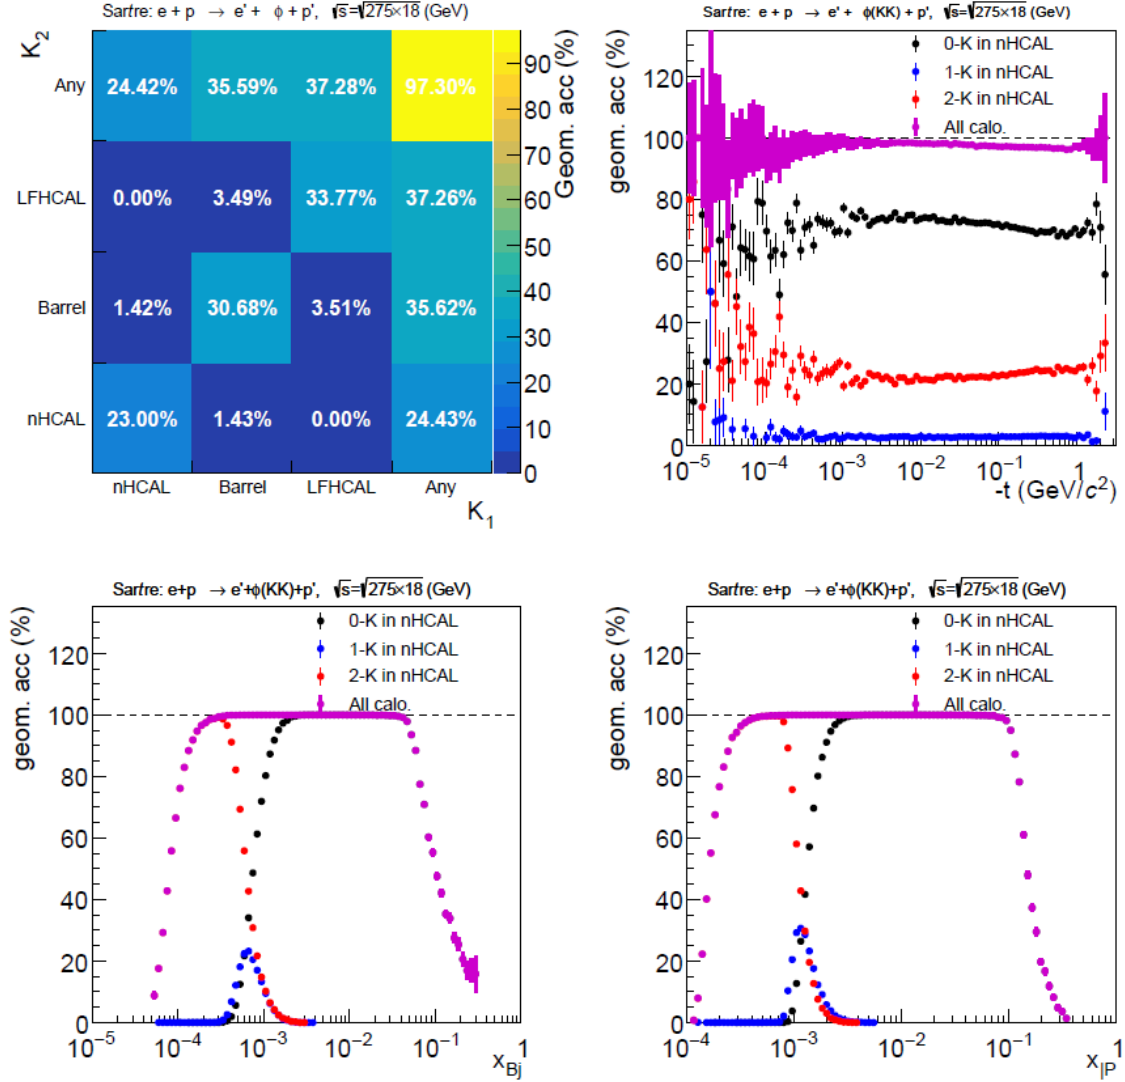 Sartre: e + p → e' + ϕ + p', √s=√275×18 (GeV)
K2
Geom. acc (%)
Any 24.42% 35.59% 37.28% 97.30%
LFHCAL 0.00% 3.49% 33.77% 37.26%
Barrel 1.42% 30.68% 3.51% 35.62%
nHCAL 23.00% 1.43% 0.00% 24.43%
90
80
70
60
50
40
30
20
10
0
nHCAL Barrel LFHCAL Any
K1
Sartre: e + p → e' + ϕ(KK) + p', √s=√275×18 (GeV)
geom. acc (%)
0-K in nHCAL
1-K in nHCAL
2-K in nHCAL
All calo.
120
100
80
60
40
20
0
10−5 10−4 10−3 10−2 10−1 1
-t (GeV/c2)
Sartre: e+p → e'+ϕ(KK)+p', √s=√275×18 (GeV)
geom. acc (%)
0-K in nHCAL
1-K in nHCAL
2-K in nHCAL
All calo.
120
100
80
60
40
20
0
10−5 10−4 10−3 10−2 10−1 1
xBj
Sartre: e+p → e'+ϕ(KK)+p', √s=√275×18 (GeV)
geom. acc (%)
0-K in nHCAL
1-K in nHCAL
2-K in nHCAL
All calo.
120
100
80
60
40
20
0
10−4 10−3 10−2 10−1 1
x|P